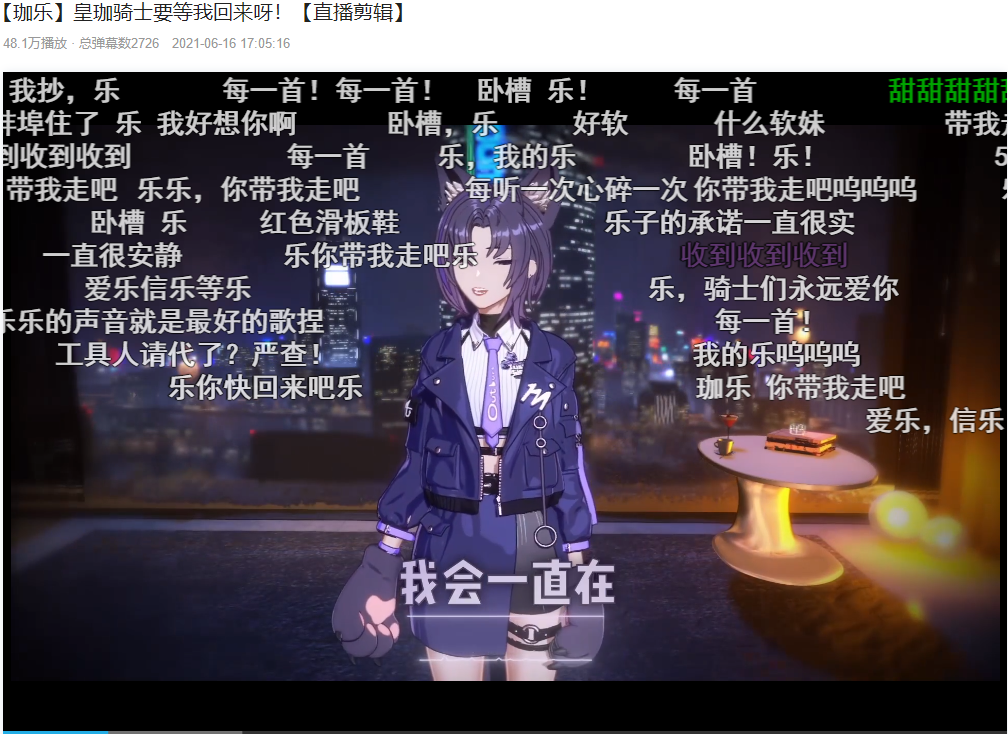 【珈乐】皇珈骑士要等我回来呀！【直播剪辑】
48.1万播放 · 总弹幕数2726 2021-06-16 17:05:16
我抄，乐 每一首！每一首！ 卧槽 乐！ 每一首 甜甜甜甜
蚌埠住了 乐 我好想你啊 卧槽，乐 好软 什么软妹 带我
到收到收到 每一首 乐，我的乐 卧槽！乐！ 5
带我走吧 乐乐，你带我走吧 每听一次心碎一次 你带我走吧呜呜呜
卧槽 乐 红色滑板鞋 乐子的承诺一直很实
一直很安静 乐你带我走吧乐 收到收到收到
爱乐信乐等乐 乐，骑士们永远爱你
乐乐的声音就是最好的歌捏 每一首！
工具人请代了？严查！ 我的乐呜呜呜
乐你快回来吧乐 珈乐 你带我走吧
爱乐，信乐
我会一直在